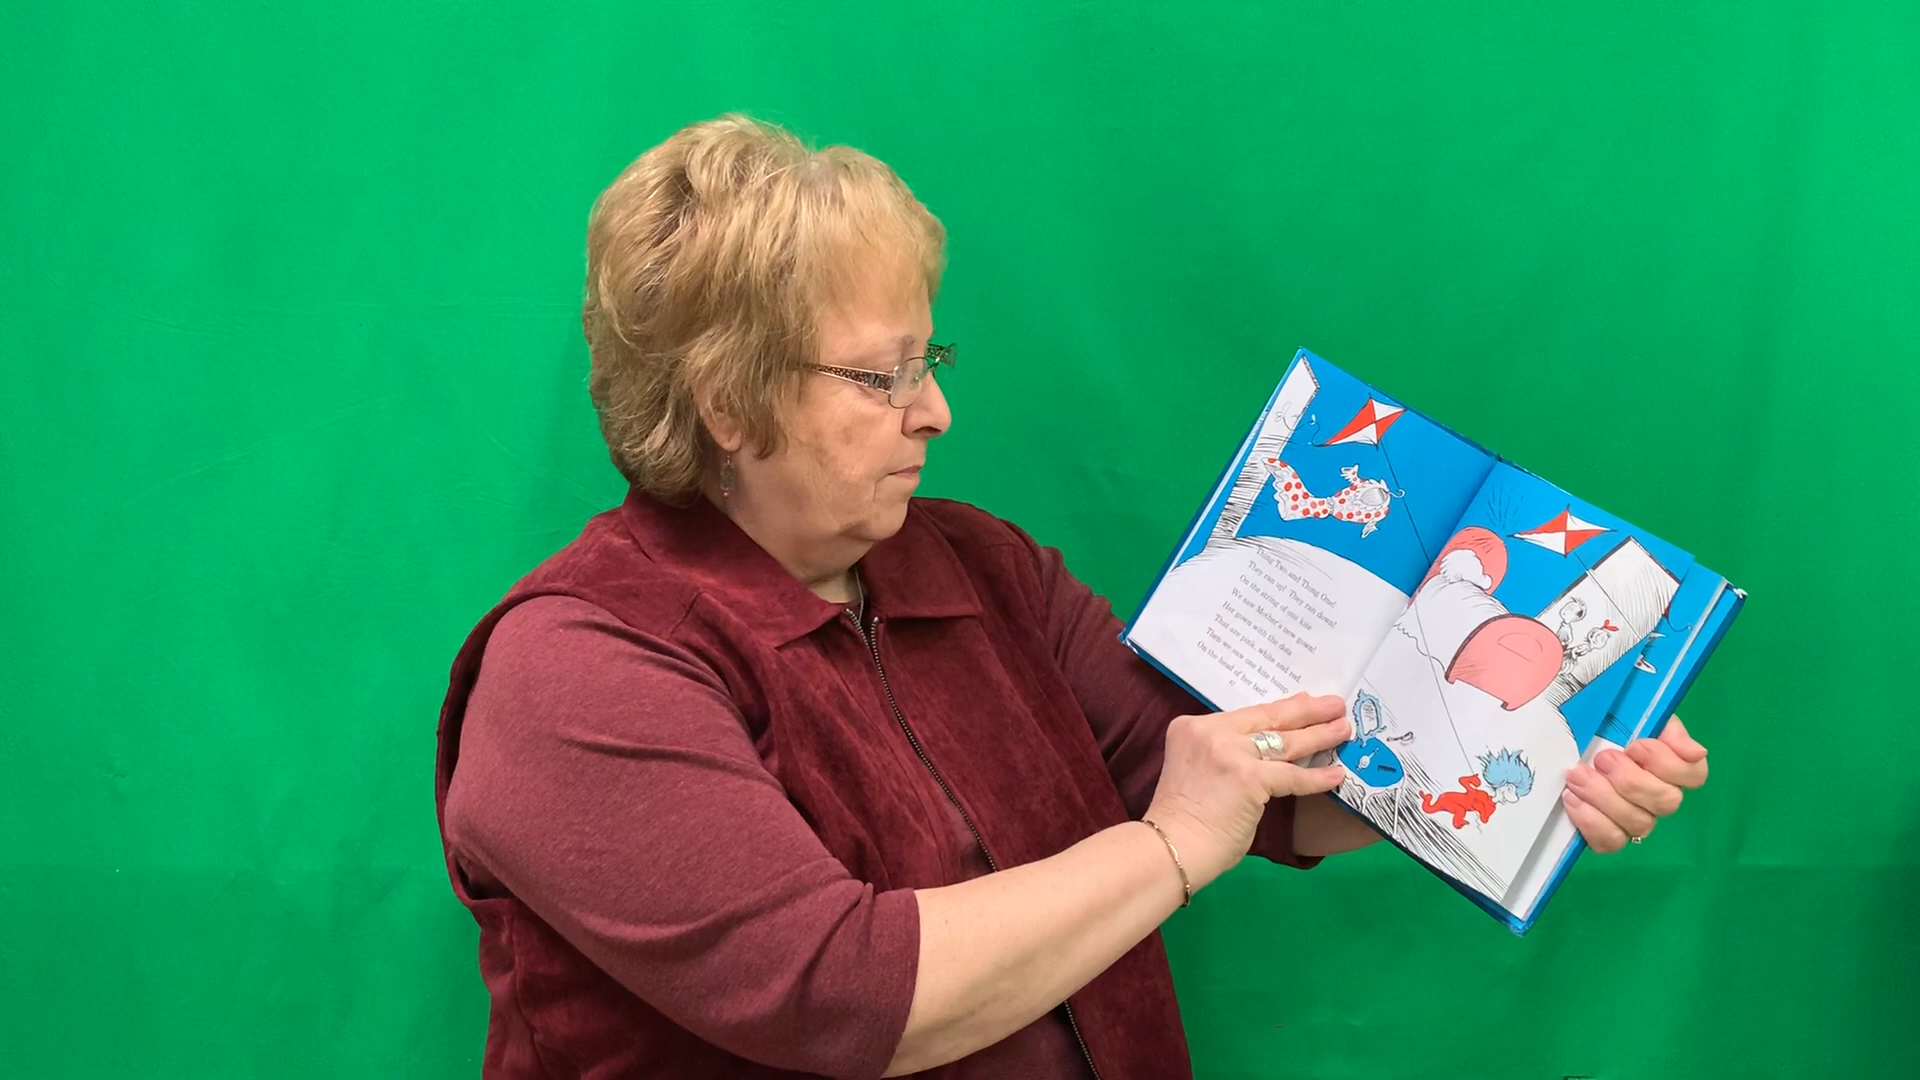 Thing Two and Thing One!
They ran up! They ran down!
On the string of one kite
We saw Mother's new gown!
Her gown with the dots
That are pink, white and red.
Then we saw one kite bump
On the head of her bed!
47